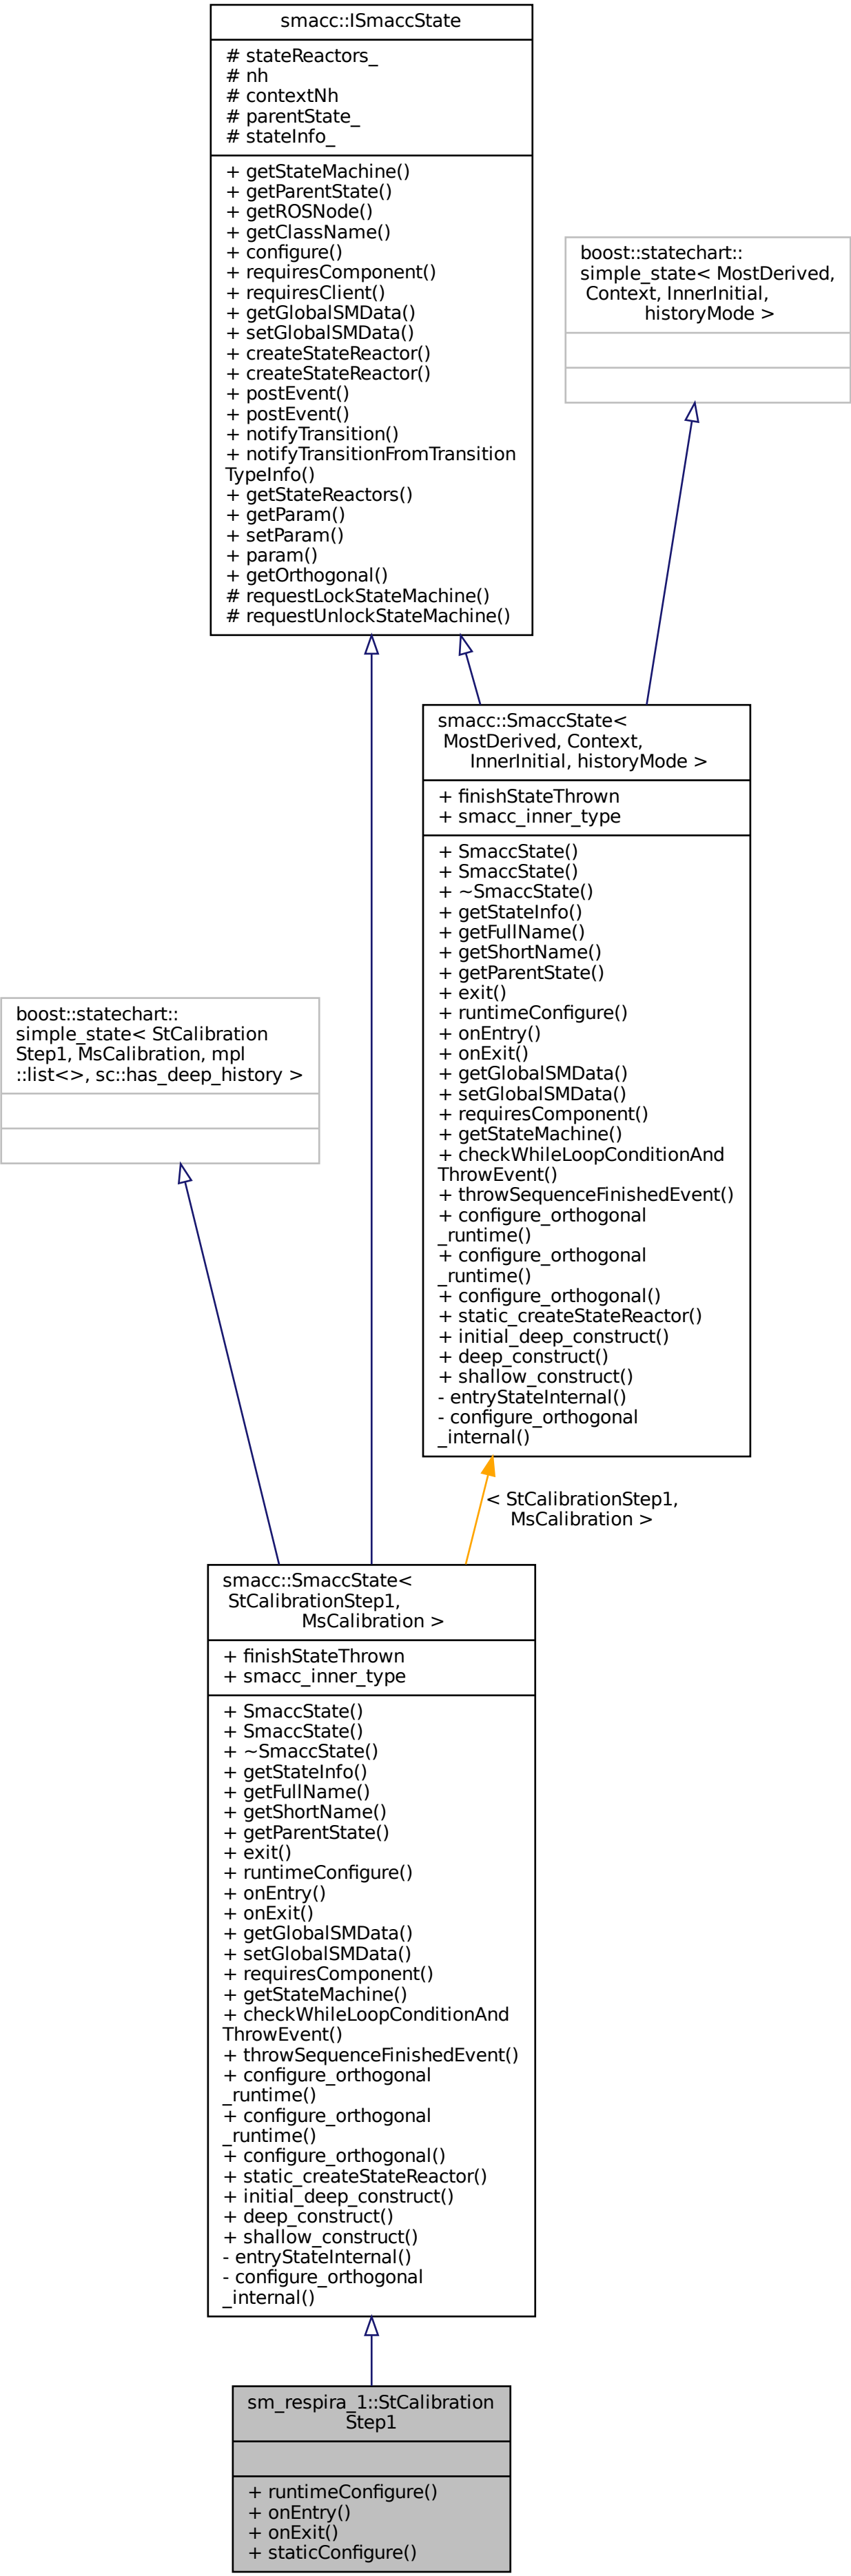 smacc::ISmaccState
# stateReactors_
# nh
# contextNh
# parentState_
# stateInfo_
+ getStateMachine()
+ getParentState()
+ getROSNode()
+ getClassName()
+ configure()
+ requiresComponent()
+ requiresClient()
+ getGlobalSMData()
+ setGlobalSMData()
+ createStateReactor()
+ createStateReactor()
+ postEvent()
+ postEvent()
+ notifyTransition()
+ notifyTransitionFromTransition
TypeInfo()
+ getStateReactors()
+ getParam()
+ setParam()
+ param()
+ getOrthogonal()
# requestLockStateMachine()
# requestUnlockStateMachine()
boost::statechart::
simple_state< MostDerived,
Context, InnerInitial,
historyMode >
smacc::SmaccState<
MostDerived, Context,
InnerInitial, historyMode >
+ finishStateThrown
+ smacc_inner_type
+ SmaccState()
+ SmaccState()
+ ~SmaccState()
+ getStateInfo()
+ getFullName()
+ getShortName()
+ getParentState()
+ exit()
+ runtimeConfigure()
+ onEntry()
+ onExit()
+ getGlobalSMData()
+ setGlobalSMData()
+ requiresComponent()
+ getStateMachine()
+ checkWhileLoopConditionAnd
ThrowEvent()
+ throwSequenceFinishedEvent()
+ configure_orthogonal
_runtime()
+ configure_orthogonal
_runtime()
+ configure_orthogonal()
+ static_createStateReactor()
+ initial_deep_construct()
+ deep_construct()
+ shallow_construct()
- entryStateInternal()
- configure_orthogonal
_internal()
boost::statechart::
simple_state< StCalibration
Step1, MsCalibration, mpl
::list<>, sc::has_deep_history >
< StCalibrationStep1,
MsCalibration >
smacc::SmaccState<
StCalibrationStep1,
MsCalibration >
+ finishStateThrown
+ smacc_inner_type
+ SmaccState()
+ SmaccState()
+ ~SmaccState()
+ getStateInfo()
+ getFullName()
+ getShortName()
+ getParentState()
+ exit()
+ runtimeConfigure()
+ onEntry()
+ onExit()
+ getGlobalSMData()
+ setGlobalSMData()
+ requiresComponent()
+ getStateMachine()
+ checkWhileLoopConditionAnd
ThrowEvent()
+ throwSequenceFinishedEvent()
+ configure_orthogonal
_runtime()
+ configure_orthogonal
_runtime()
+ configure_orthogonal()
+ static_createStateReactor()
+ initial_deep_construct()
+ deep_construct()
+ shallow_construct()
- entryStateInternal()
- configure_orthogonal
_internal()
sm_respira_1::StCalibration
Step1
+ runtimeConfigure()
+ onEntry()
+ onExit()
+ staticConfigure()